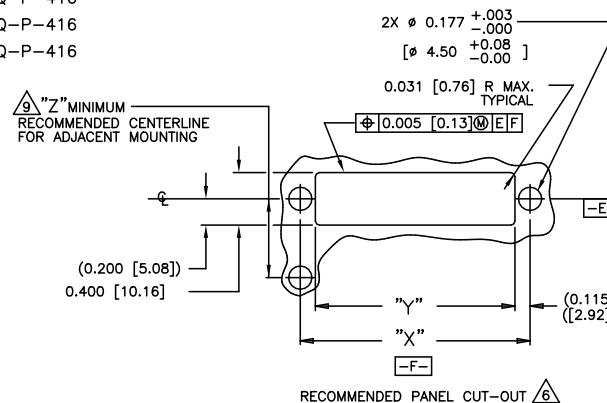 Q-P-416
Q-P-416
2X ø 0.177 +.003 -.000
[ø 4.50 +0.08 -0.00 ]
0.031 [0.76] R MAX.
TYPICAL
⌖ 0.005 [0.13]Ⓜ E F
9 "Z" MINIMUM
RECOMMENDED CENTERLINE
FOR ADJACENT MOUNTING
℄
-E
(0.200 [5.08])
0.400 [10.16]
"Y"
(0.115
([2.92]
"X"
-F-
RECOMMENDED PANEL CUT-OUT 6